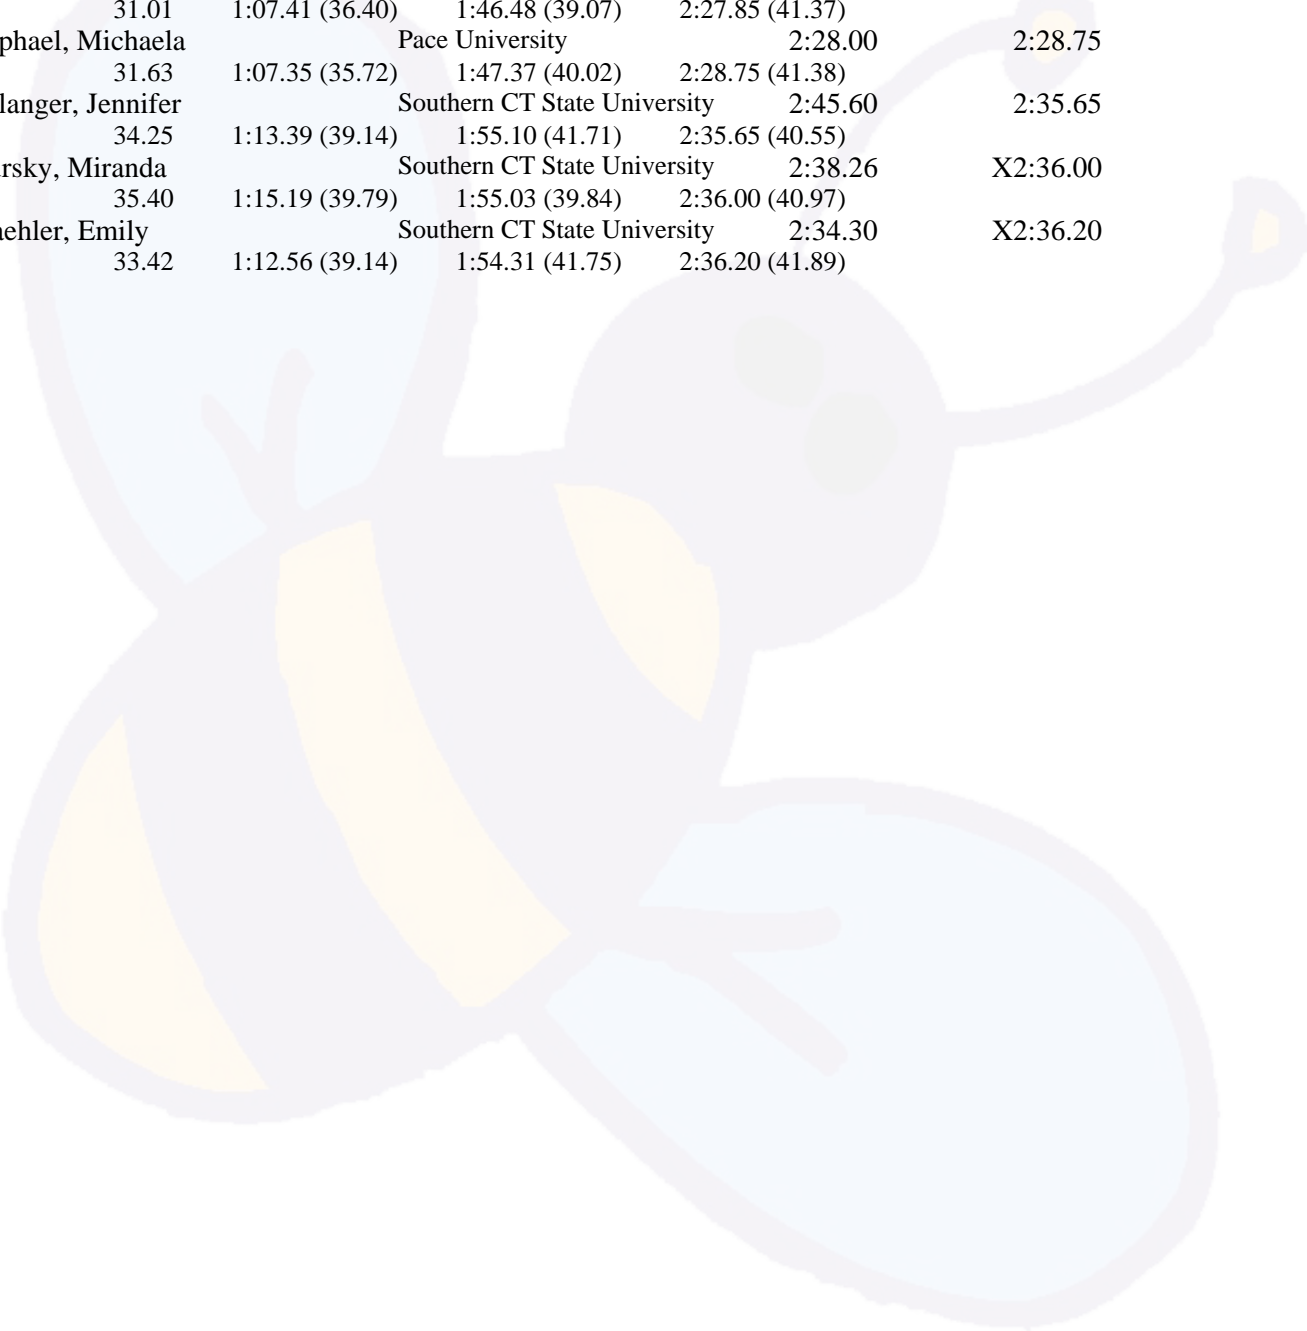 31.01 1:07.41 (36.40) 1:46.48 (39.07) 2:27.85 (41.37)
phael, Michaela Pace University 2:28.00 2:28.75
31.63 1:07.35 (35.72) 1:47.37 (40.02) 2:28.75 (41.38)
langer, Jennifer Southern CT State University 2:45.60 2:35.65
34.25 1:13.39 (39.14) 1:55.10 (41.71) 2:35.65 (40.55)
rsky, Miranda Southern CT State University 2:38.26 X2:36.00
35.40 1:15.19 (39.79) 1:55.03 (39.84) 2:36.00 (40.97)
ehler, Emily Southern CT State University 2:34.30 X2:36.20
33.42 1:12.56 (39.14) 1:54.31 (41.75) 2:36.20 (41.89)